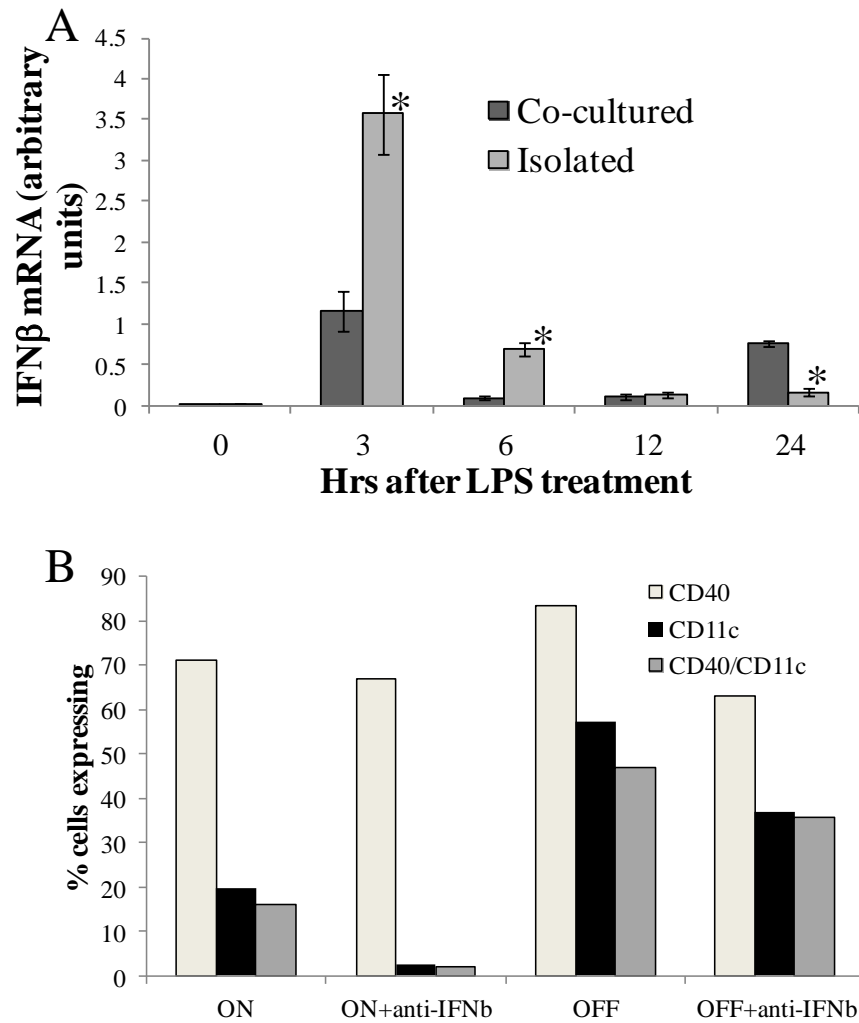 A
4.5
4
3.5
3
2.5
2
1.5
1
0.5
0
IFNβ mRNA (arbitrary
units)
Co-cultured
Isolated
*
*
*
0 3 6 12 24
Hrs after LPS treatment
B
90
80
70
60
50
40
30
20
10
0
% cells expressing
CD40
CD11c
CD40/CD11c
ON ON+anti-IFNb OFF OFF+anti-IFNb